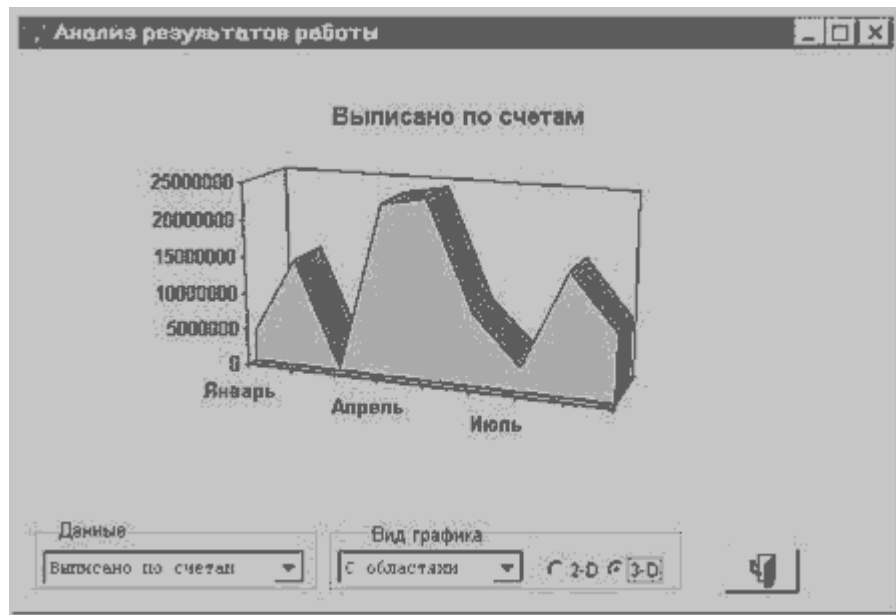 Анализ результатов работы
Выписано по счетам
25000000
20000000
15000000
10000000
5000000
0
Январь
Апрель
Июль
Данные
Выписано по счетам
Вид графика
С областями
2-D
3-D